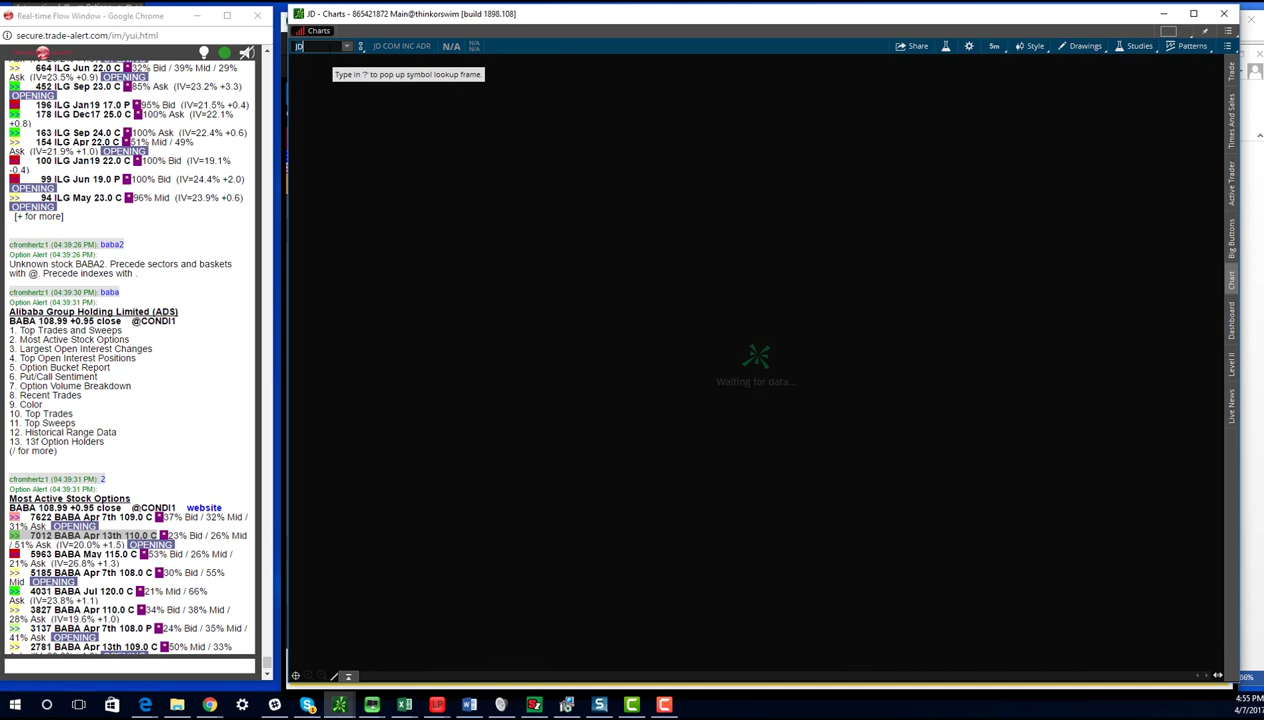 Real-time Flow Window - Google Chrome
secure.trade-alert.com/im/yui.html
>> 664 ILG Jun 22.0 C * 32% Bid / 39% Mid / 29%
Ask (IV=23.5% +0.9) OPENING
>> 452 ILG Sep 23.0 C * 85% Ask (IV=23.2% +3.3)
OPENING
196 ILG Jan19 17.0 P * 95% Bid (IV=21.5% +0.4)
>> 178 ILG Dec17 25.0 C * 100% Ask (IV=22.1%
+0.8)
>> 163 ILG Sep 24.0 C * 100% Ask (IV=22.4% +0.6)
>> 154 ILG Apr 22.0 C * 51% Mid / 49%
Ask (IV=21.9% +1.0) OPENING
100 ILG Jan19 22.0 C * 100% Bid (IV=19.1%
-0.4)
99 ILG Jun 19.0 P * 100% Bid (IV=24.4% +2.0)
OPENING
>> 94 ILG May 23.0 C * 96% Mid (IV=23.9% +0.6)
OPENING
[+ for more]
cfromhertz1 (04:39:26 PM): baba2
Option Alert (04:39:26 PM):
Unknown stock BABA2. Precede sectors and baskets
with @. Precede indexes with .
cfromhertz1 (04:39:30 PM): baba
Option Alert (04:39:31 PM):
Alibaba Group Holding Limited (ADS)
BABA 108.99 +0.95 close @CONDI1
1. Top Trades and Sweeps
2. Most Active Stock Options
3. Largest Open Interest Changes
4. Top Open Interest Positions
5. Option Bucket Report
6. Put/Call Sentiment
7. Option Volume Breakdown
8. Recent Trades
9. Color
10. Top Trades
11. Top Sweeps
12. Historical Range Data
13. 13f Option Holders
(/ for more)
cfromhertz1 (04:39:31 PM): 2
Option Alert (04:39:31 PM):
Most Active Stock Options
BABA 108.99 +0.95 close @CONDI1 website
>> 7622 BABA Apr 7th 109.0 C * 37% Bid / 32% Mid /
31% Ask OPENING
>> 7012 BABA Apr 13th 110.0 C * 23% Bid / 26% Mid
/ 51% Ask (IV=20.0% +1.5) OPENING
5963 BABA May 115.0 C * 53% Bid / 26% Mid /
21% Ask (IV=26.8% +1.3)
>> 5185 BABA Apr 7th 108.0 C * 30% Bid / 55%
Mid OPENING
>> 4031 BABA Jul 120.0 C * 21% Mid / 66%
Ask (IV=23.8% +1.1)
>> 3827 BABA Apr 110.0 C * 34% Bid / 38% Mid /
28% Ask (IV=19.6% +1.0)
>> 3137 BABA Apr 7th 108.0 P * 24% Bid / 35% Mid /
41% Ask OPENING
>> 2781 BABA Apr 13th 109.0 C * 50% Mid / 33%
JD - Charts - 865421872 Main@thinkorswim [build 1898.108]
Charts
JD JD COM INC ADR N/A N/A N/A Share 5m Style Drawings Studies Patterns
Type in '?' to pop up symbol lookup frame.
Waiting for data...
Trade
Times And Sales
Active Trader
Big Buttons
Chart
Dashboard
Level II
Live News
4:55 PM
4/7/2017